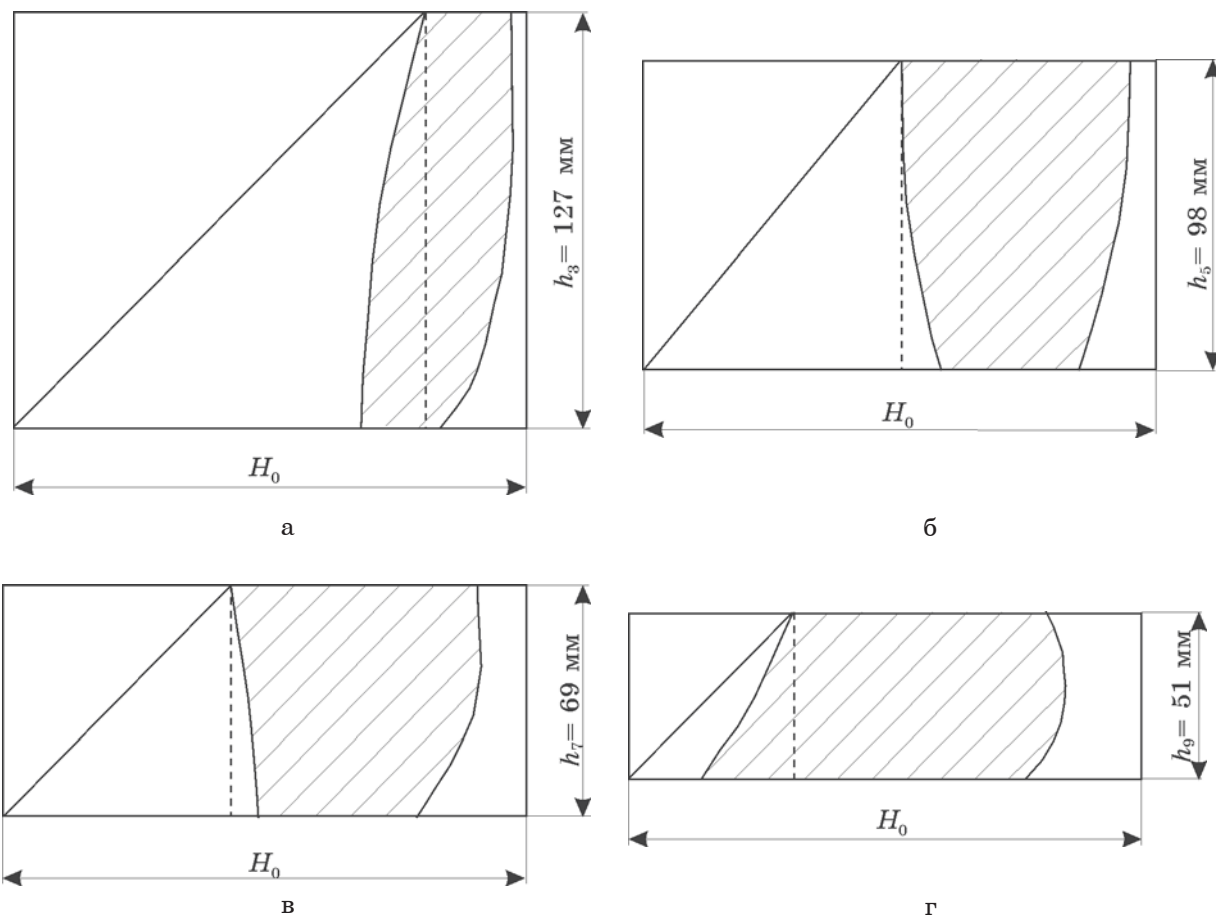 h₃= 127 мм
H₀
а
h₅= 98 мм
H₀
б
h₇= 69 мм
H₀
в
h₉= 51 мм
H₀
г